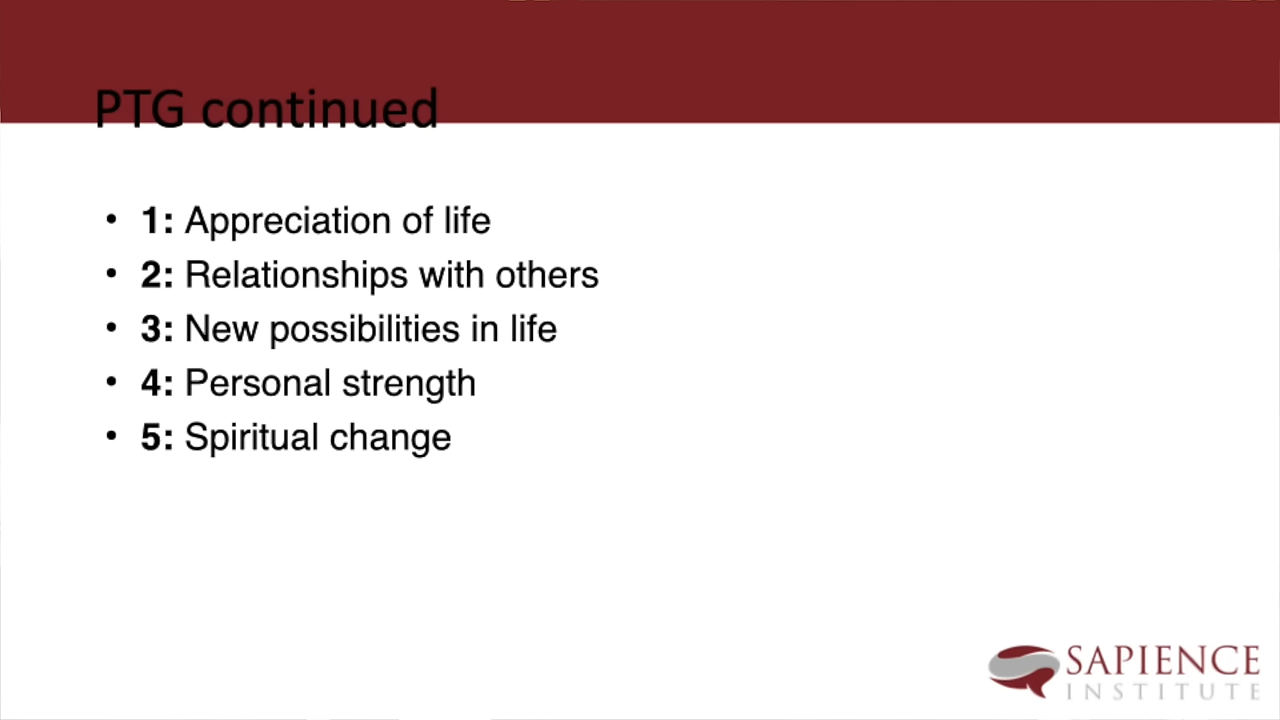 PTG continued
• 1: Appreciation of life
• 2: Relationships with others
• 3: New possibilities in life
• 4: Personal strength
• 5: Spiritual change
SAPIENCE
INSTITUTE